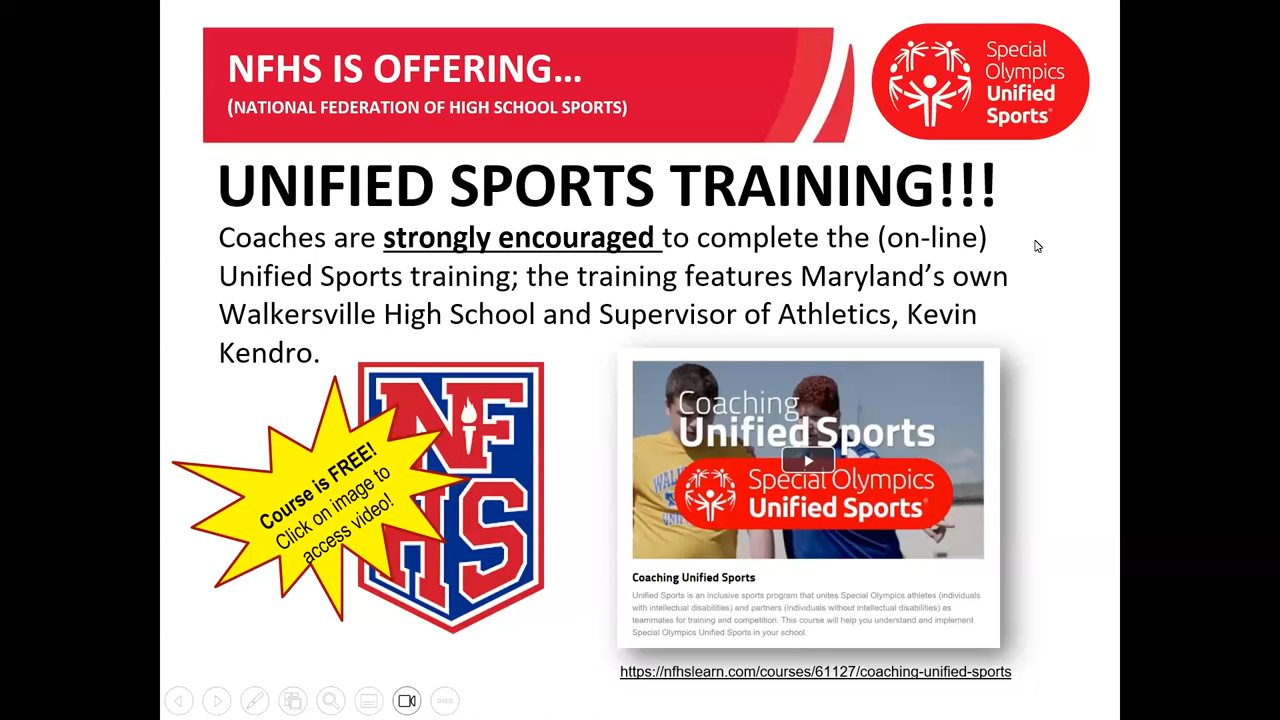 NFHS IS OFFERING…
(NATIONAL FEDERATION OF HIGH SCHOOL SPORTS)
Special
Olympics
Unified
Sports®
UNIFIED SPORTS TRAINING!!!
Coaches are strongly encouraged to complete the (on-line)
Unified Sports training; the training features Maryland’s own
Walkersville High School and Supervisor of Athletics, Kevin
Kendro.
NF
HS
Course is FREE!
Click on image to
access video!
Coaching
Unified Sports
Special Olympics
Unified Sports®
Coaching Unified Sports
Unified Sports is an inclusive sports program that unites Special Olympics athletes (individuals
with intellectual disabilities) and partners (individuals without intellectual disabilities) as
teammates for training and competition. This course will help you understand and implement
Special Olympics Unified Sports in your school.
https://nfhslearn.com/courses/61127/coaching-unified-sports